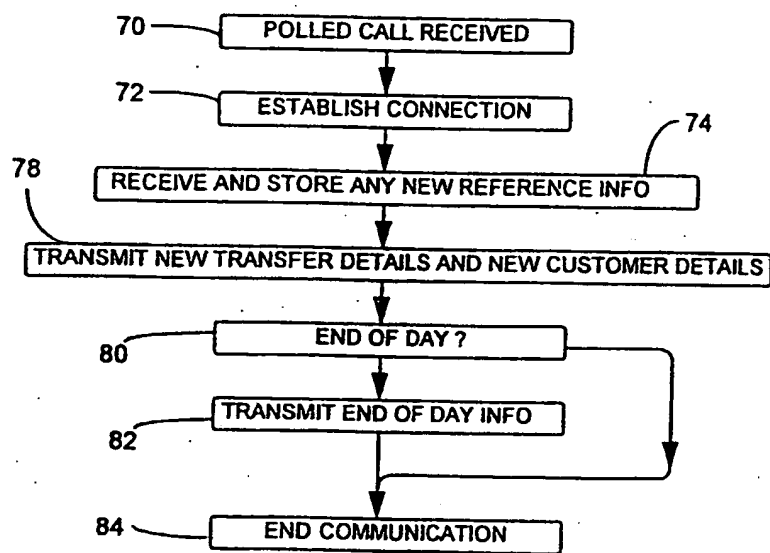 70
POLLED CALL RECEIVED
72
ESTABLISH CONNECTION
74
RECEIVE AND STORE ANY NEW REFERENCE INFO
78
TRANSMIT NEW TRANSFER DETAILS AND NEW CUSTOMER DETAILS
80
END OF DAY ?
82
TRANSMIT END OF DAY INFO
84
END COMMUNICATION